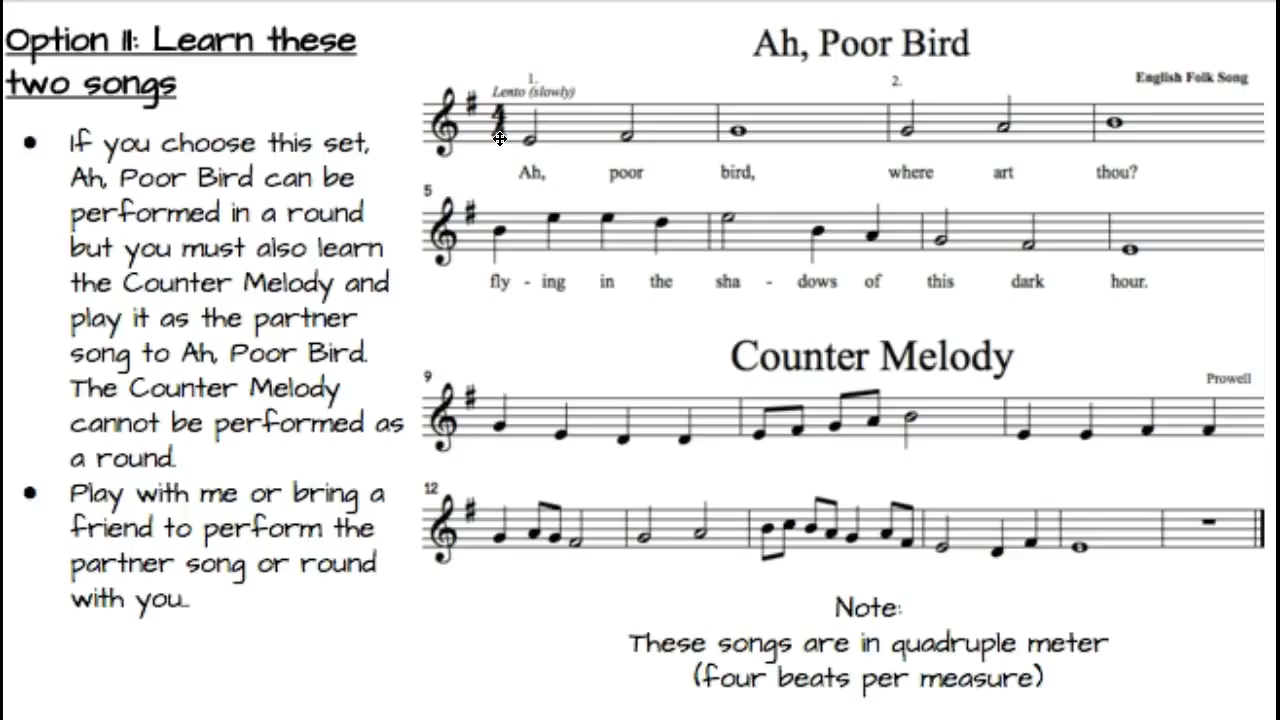 Option II: Learn these
two songs
● If you choose this set,
Ah, Poor Bird can be
performed in a round
but you must also learn
the Counter Melody and
play it as the partner
song to Ah, Poor Bird.
The Counter Melody
cannot be performed as
a round.
● Play with me or bring a
friend to perform the
partner song or round
with you.
Ah, Poor Bird
English Folk Song
1. 2.
Lento (slowly)
4
4
Ah, poor bird, where art thou?
5
fly - ing in the sha - dows of this dark hour.
Counter Melody
Prowell
9
12
Note:
These songs are in quadruple meter
(four beats per measure)